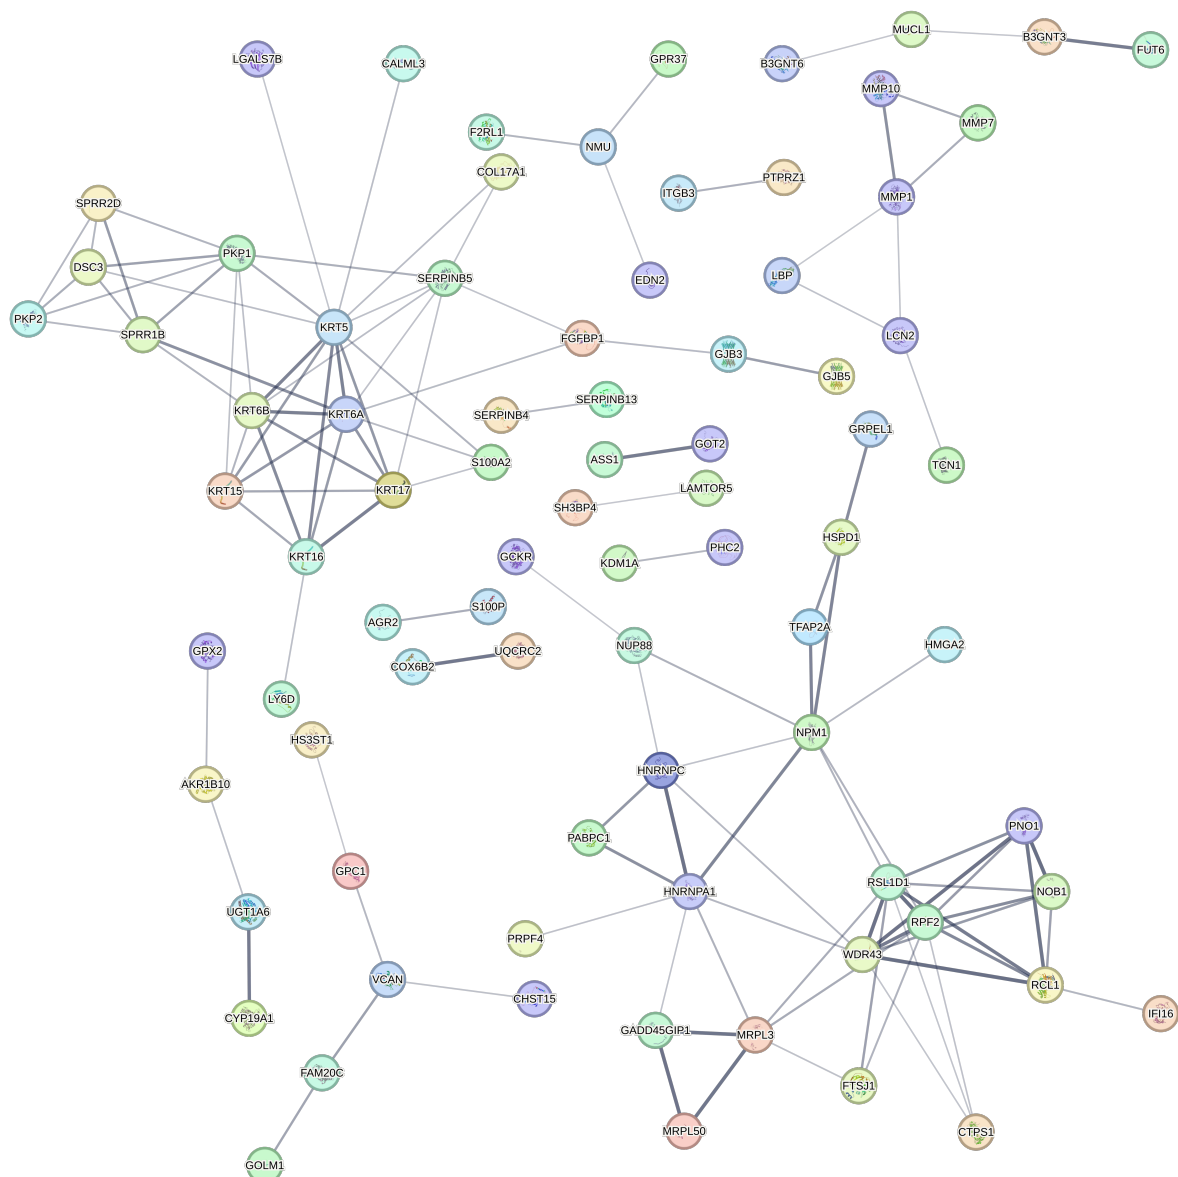 MUCL1
B3GNT3
FUT6
LGALS7B
CALML3
GPR37
B3GNT6
MMP10
MMP7
F2RL1
NMU
COL17A1
PTPRZ1
ITGB3
MMP1
SPRR2D
PKP1
DSC3
SERPINB5
LBP
EDN2
PKP2
SPRR1B
KRT5
FGFBP1
LCN2
GJB3
GJB5
SERPINB13
KRT6B
KRT6A
SERPINB4
GRPEL1
GOT2
ASS1
S100A2
TCN1
KRT15
KRT17
LAMTOR5
SH3BP4
HSPD1
KRT16
GCKR
PHC2
KDM1A
S100P
AGR2
TFAP2A
GPX2
UQCRC2
COX6B2
NUP88
HMGA2
LY6D
HS3ST1
NPM1
HNRNPC
AKR1B10
PABPC1
PNO1
GPC1
HNRNPA1
RSL1D1
NOB1
UGT1A6
RPF2
PRPF4
WDR43
VCAN
RCL1
CHST15
CYP19A1
IFI16
GADD45GIP1
MRPL3
FAM20C
FTSJ1
MRPL50
CTPS1
GOLM1